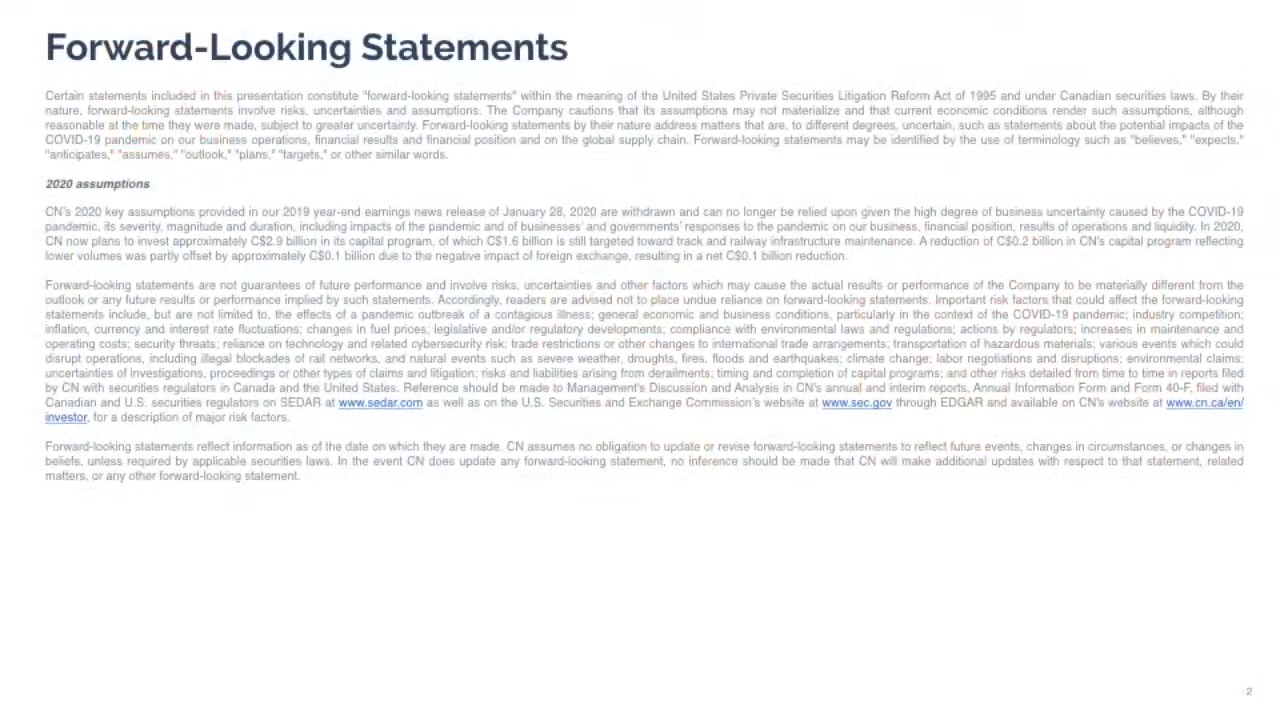 Forward-Looking Statements
Certain statements included in this presentation constitute "forward-looking statements" within the meaning of the United States Private Securities Litigation Reform Act of 1995 and under Canadian securities laws. By their
nature, forward-looking statements involve risks, uncertainties and assumptions. The Company cautions that its assumptions may not materialize and that current economic conditions render such assumptions, although
reasonable at the time they were made, subject to greater uncertainty. Forward-looking statements by their nature address matters that are, to different degrees, uncertain, such as statements about the potential impacts of the
COVID-19 pandemic on our business operations, financial results and financial position and on the global supply chain. Forward-looking statements may be identified by the use of terminology such as "believes," "expects,"
"anticipates," "assumes," "outlook," "plans," "targets," or other similar words.
2020 assumptions
CN's 2020 key assumptions provided in our 2019 year-end earnings news release of January 28, 2020 are withdrawn and can no longer be relied upon given the high degree of business uncertainty caused by the COVID-19
pandemic, its severity, magnitude and duration, including impacts of the pandemic and of businesses' and governments' responses to the pandemic on our business, financial position, results of operations and liquidity. In 2020,
CN now plans to invest approximately C$2.9 billion in its capital program, of which C$1.6 billion is still targeted toward track and railway infrastructure maintenance. A reduction of C$0.2 billion in CN's capital program reflecting
lower volumes was partly offset by approximately C$0.1 billion due to the negative impact of foreign exchange, resulting in a net C$0.1 billion reduction.
Forward-looking statements are not guarantees of future performance and involve risks, uncertainties and other factors which may cause the actual results or performance of the Company to be materially different from the
outlook or any future results or performance implied by such statements. Accordingly, readers are advised not to place undue reliance on forward-looking statements. Important risk factors that could affect the forward-looking
statements include, but are not limited to, the effects of a pandemic outbreak of a contagious illness; general economic and business conditions, particularly in the context of the COVID-19 pandemic; industry competition;
inflation, currency and interest rate fluctuations; changes in fuel prices; legislative and/or regulatory developments; compliance with environmental laws and regulations; actions by regulators; increases in maintenance and
operating costs; security threats; reliance on technology and related cybersecurity risk; trade restrictions or other changes to international trade arrangements; transportation of hazardous materials; various events which could
disrupt operations, including illegal blockades of rail networks, and natural events such as severe weather, droughts, fires, floods and earthquakes; climate change; labor negotiations and disruptions; environmental claims;
uncertainties of investigations, proceedings or other types of claims and litigation; risks and liabilities arising from derailments; timing and completion of capital programs; and other risks detailed from time to time in reports filed
by CN with securities regulators in Canada and the United States. Reference should be made to Management's Discussion and Analysis in CN's annual and interim reports, Annual Information Form and Form 40-F, filed with
Canadian and U.S. securities regulators on SEDAR at www.sedar.com as well as on the U.S. Securities and Exchange Commission's website at www.sec.gov through EDGAR and available on CN's website at www.cn.ca/en/
investor, for a description of major risk factors.
Forward-looking statements reflect information as of the date on which they are made. CN assumes no obligation to update or revise forward-looking statements to reflect future events, changes in circumstances, or changes in
beliefs, unless required by applicable securities laws. In the event CN does update any forward-looking statement, no inference should be made that CN will make additional updates with respect to that statement, related
matters, or any other forward-looking statement.
2